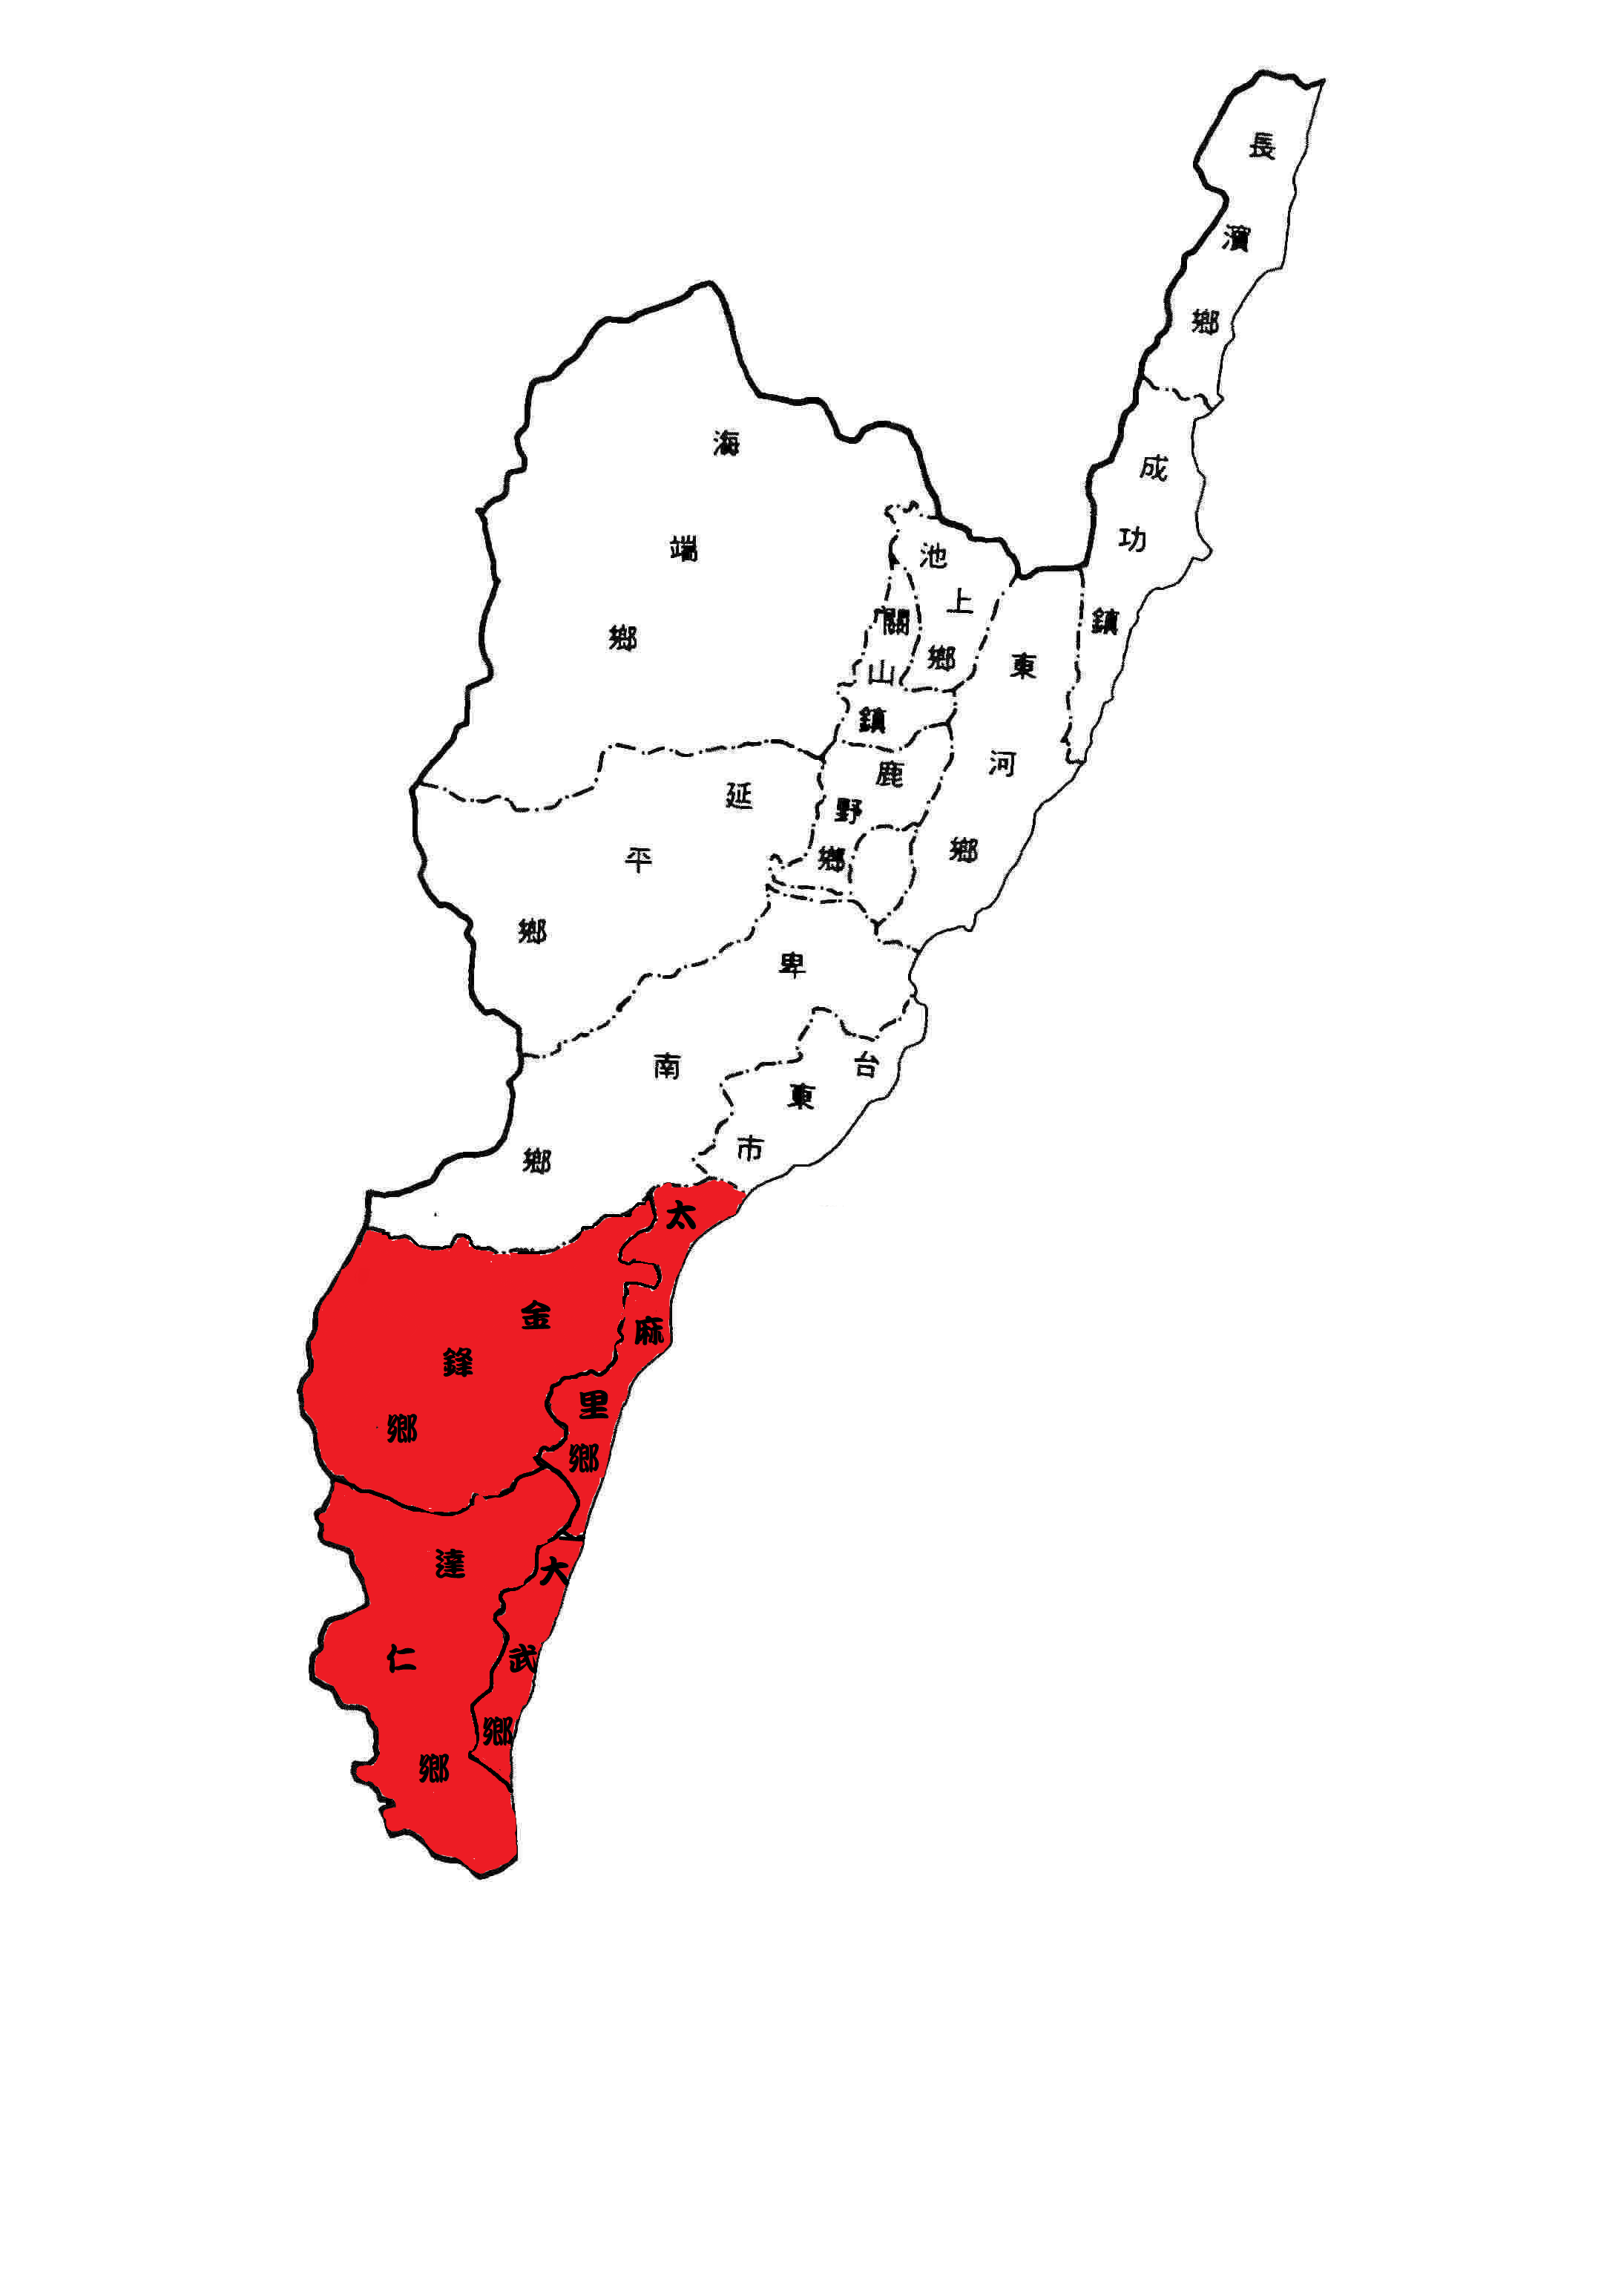 長濱鄉
成功鎮
海端鄉
池上鄉
關山鎮
東河鄉
鹿野鄉
延平鄉
卑南鄉
台東市
太麻里鄉
金鋒鄉
達仁鄉
大武鄉